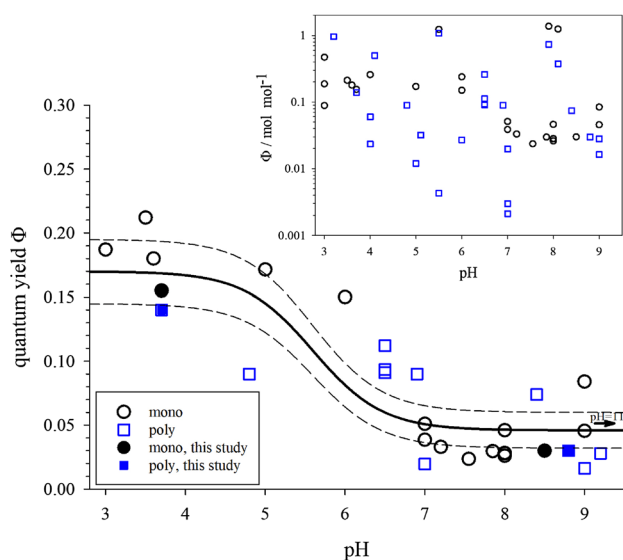 1
0.1
0.01
0.001
Φ / mol mol⁻¹
3 4 5 6 7 8 9
pH
0.30
0.25
0.20
0.15
0.10
0.05
0.00
quantum yield Φ
mono
poly
mono, this study
poly, this study
3 4 5 6 7 8 9
pH